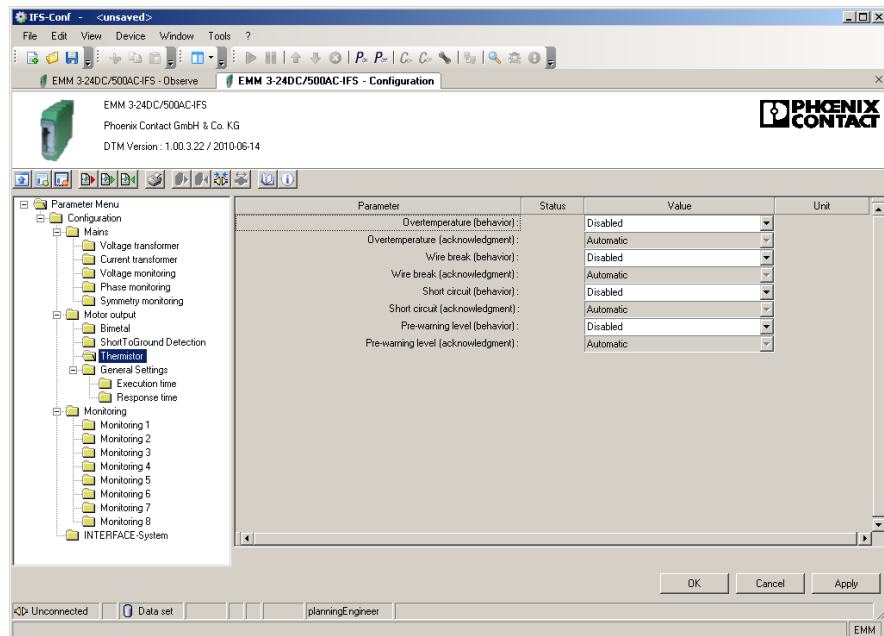 IFS-Conf - <unsaved>
File Edit View Device Window Tools ?
EMM 3-24DC/500AC-IFS - Observe EMM 3-24DC/500AC-IFS - Configuration
EMM 3-24DC/500AC-IFS
Phoenix Contact GmbH & Co. KG
DTM Version : 1.00.3.22 / 2010-06-14
PHŒNIX
CONTACT
Parameter Menu
Configuration
Mains
Voltage transformer
Current transformer
Voltage monitoring
Phase monitoring
Symmetry monitoring
Motor output
Bimetal
ShortToGround Detection
Thermistor
General Settings
Execution time
Response time
Monitoring
Monitoring 1
Monitoring 2
Monitoring 3
Monitoring 4
Monitoring 5
Monitoring 6
Monitoring 7
Monitoring 8
INTERFACE-System
Parameter Status Value Unit
Overtemperature (behavior) : Disabled
Overtemperature (acknowledgment) : Automatic
Wire break (behavior) : Disabled
Wire break (acknowledgment) : Automatic
Short circuit (behavior) : Disabled
Short circuit (acknowledgment) : Automatic
Pre-warning level (behavior) : Disabled
Pre-warning level (acknowledgment) : Automatic
OK Cancel Apply
Unconnected Data set planningEngineer
EMM